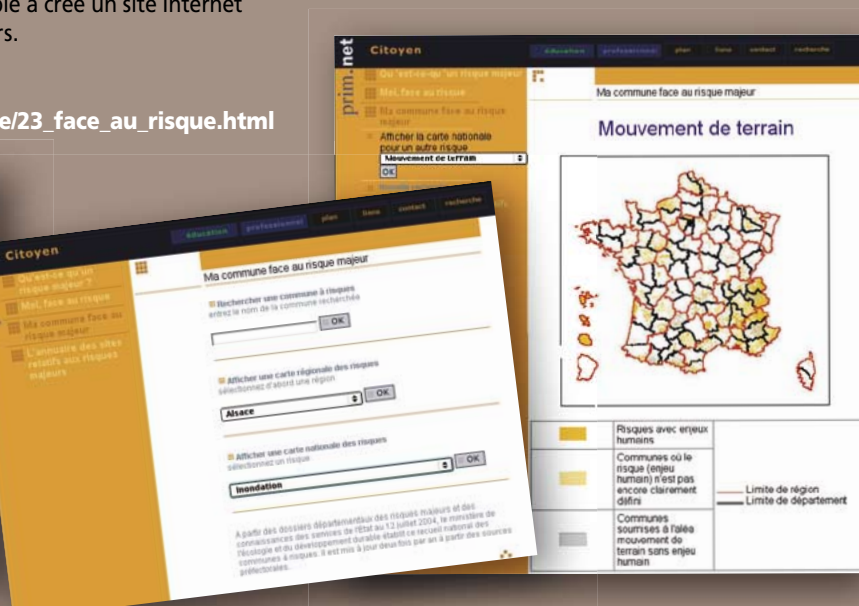 ble a créé un site Internet
rs.
e/23_face_au_risque.html
prim.net
Citoyen
éducation professionnel plan liens contact recherche
Qu'est-ce-qu'un risque majeur
Moi, face au risque
Ma commune face au risque
majeur
Afficher la carte nationale
pour un autre risque
Mouvement de terrain
OK
Ma commune face au risque majeur
Mouvement de terrain
Risques avec enjeux
humains
Communes où le
risque (enjeu
humain) n'est pas
encore clairement
défini
Communes
soumises à l'aléa
mouvement de
terrain sans enjeu
humain
Limite de région
Limite de département
Citoyen
éducation professionnel plan liens contact recherche
Qu'est-ce qu'un
risque majeur ?
Moi, face au risque
Ma commune face au
risque majeur
L'annuaire des sites
relatifs aux risques
majeurs
Ma commune face au risque majeur
Rechercher une commune à risques
entrez le nom de la commune recherchée
OK
Afficher une carte régionale des risques
sélectionnez d'abord une région
Alsace
OK
Afficher une carte nationale des risques
sélectionnez un risque
Inondation
OK
A partir des dossiers départementaux des risques majeurs et des
connaissances des services de l'État au 12 juillet 2004, le ministère de
l'écologie et du développement durable établit ce recueil national des
communes à risques. Il est mis à jour deux fois par an à partir des sources
préfectorales.